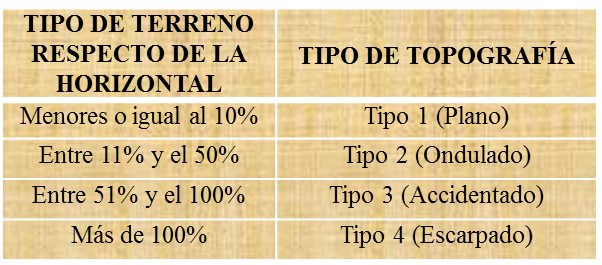 TIPO DE TERRENO
RESPECTO DE LA
HORIZONTAL
TIPO DE TOPOGRAFÍA
Menores o igual al 10%
Tipo 1 (Plano)
Entre 11% y el 50%
Tipo 2 (Ondulado)
Entre 51% y el 100%
Tipo 3 (Accidentado)
Más de 100%
Tipo 4 (Escarpado)